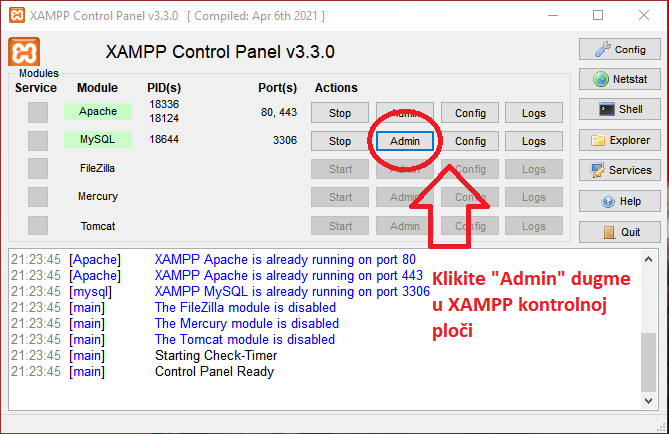 XAMPP Control Panel v3.3.0 [ Compiled: Apr 6th 2021 ]
XAMPP Control Panel v3.3.0
Config
Modules
Service Module PID(s) Port(s) Actions
Netstat
Apache 18336 18124 80, 443 Stop Admin Config Logs
Shell
MySQL 18644 3306 Stop Admin Config Logs
Explorer
FileZilla Start Admin Config Logs
Services
Mercury Start Admin Config Logs
Help
Tomcat Start Admin Config Logs
Quit
21:23:45 [Apache] XAMPP Apache is already running on port 80
21:23:45 [Apache] XAMPP Apache is already running on port 443
21:23:45 [mysql] XAMPP MySQL is already running on port 3306
21:23:45 [main] The FileZilla module is disabled
21:23:45 [main] The Mercury module is disabled
21:23:45 [main] The Tomcat module is disabled
21:23:45 [main] Starting Check-Timer
21:23:45 [main] Control Panel Ready
Klikite "Admin" dugme
u XAMPP kontrolnoj
ploči